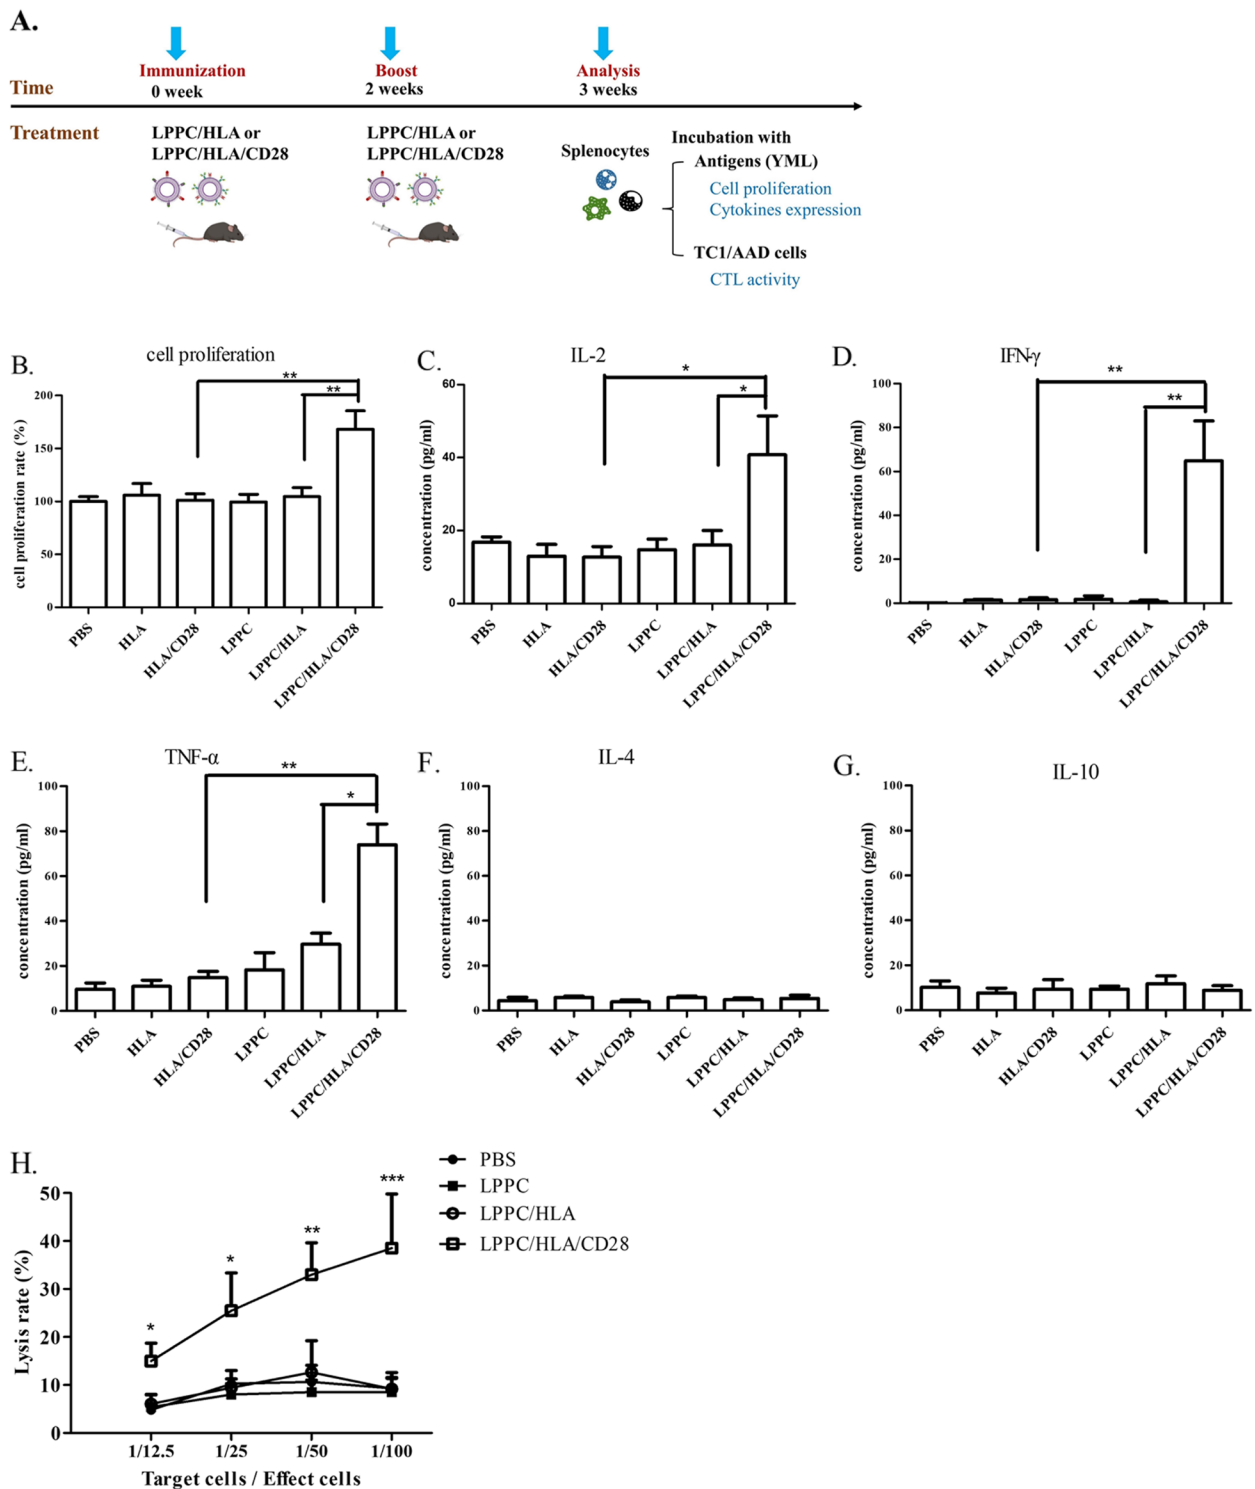 A.
Immunization
Boost
Analysis
Time
0 week
2 weeks
3 weeks
Treatment
LPPC/HLA or
LPPC/HLA/CD28
LPPC/HLA or
LPPC/HLA/CD28
Splenocytes
Incubation with
Antigens (YML)
Cell proliferation
Cytokines expression
TC1/AAD cells
CTL activity
B.
cell proliferation
**
**
cell proliferation rate (%)
200
150
100
50
0
PBS
HLA
HLA/CD28
LPPC
LPPC/HLA
LPPC/HLA/CD28
C.
IL-2
*
*
concentration (pg/ml)
60
40
20
0
PBS
HLA
HLA/CD28
LPPC
LPPC/HLA
LPPC/HLA/CD28
D.
IFN-γ
**
**
concentration (pg/ml)
100
80
60
40
20
0
PBS
HLA
HLA/CD28
LPPC
LPPC/HLA
LPPC/HLA/CD28
E.
TNF-α
**
*
concentration (pg/ml)
100
80
60
40
20
0
PBS
HLA
HLA/CD28
LPPC
LPPC/HLA
LPPC/HLA/CD28
F.
IL-4
concentration (pg/ml)
100
80
60
40
20
0
PBS
HLA
HLA/CD28
LPPC
LPPC/HLA
LPPC/HLA/CD28
G.
IL-10
concentration (pg/ml)
100
80
60
40
20
0
PBS
HLA
HLA/CD28
LPPC
LPPC/HLA
LPPC/HLA/CD28
H.
PBS
LPPC
LPPC/HLA
LPPC/HLA/CD28
*
*
**
***
Lysis rate (%)
50
40
30
20
10
0
1/12.5
1/25
1/50
1/100
Target cells / Effect cells